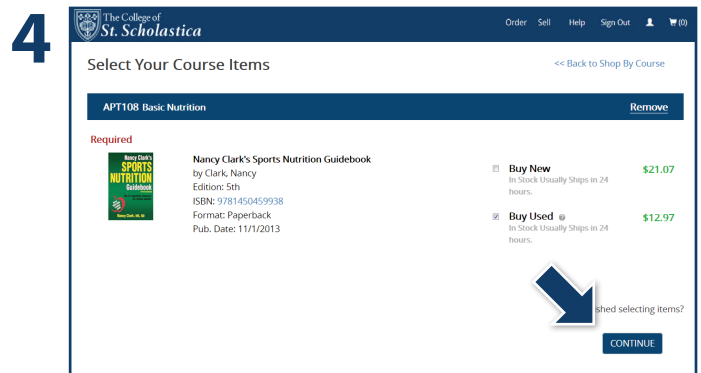 4
The College of
St. Scholastica
Order Sell Help Sign Out (0)
Select Your Course Items
<< Back to Shop By Course
APT108 Basic Nutrition Remove
Required
Nancy Clark's
SPORTS
NUTRITION
Guidebook
Nancy Clark, MS, RD
Nancy Clark's Sports Nutrition Guidebook
by Clark, Nancy
Edition: 5th
ISBN: 9781450459938
Format: Paperback
Pub. Date: 11/1/2013
Buy New $21.07
In Stock Usually Ships in 24
hours.
Buy Used $12.97
In Stock Usually Ships in 24
hours.
shed selecting items?
CONTINUE